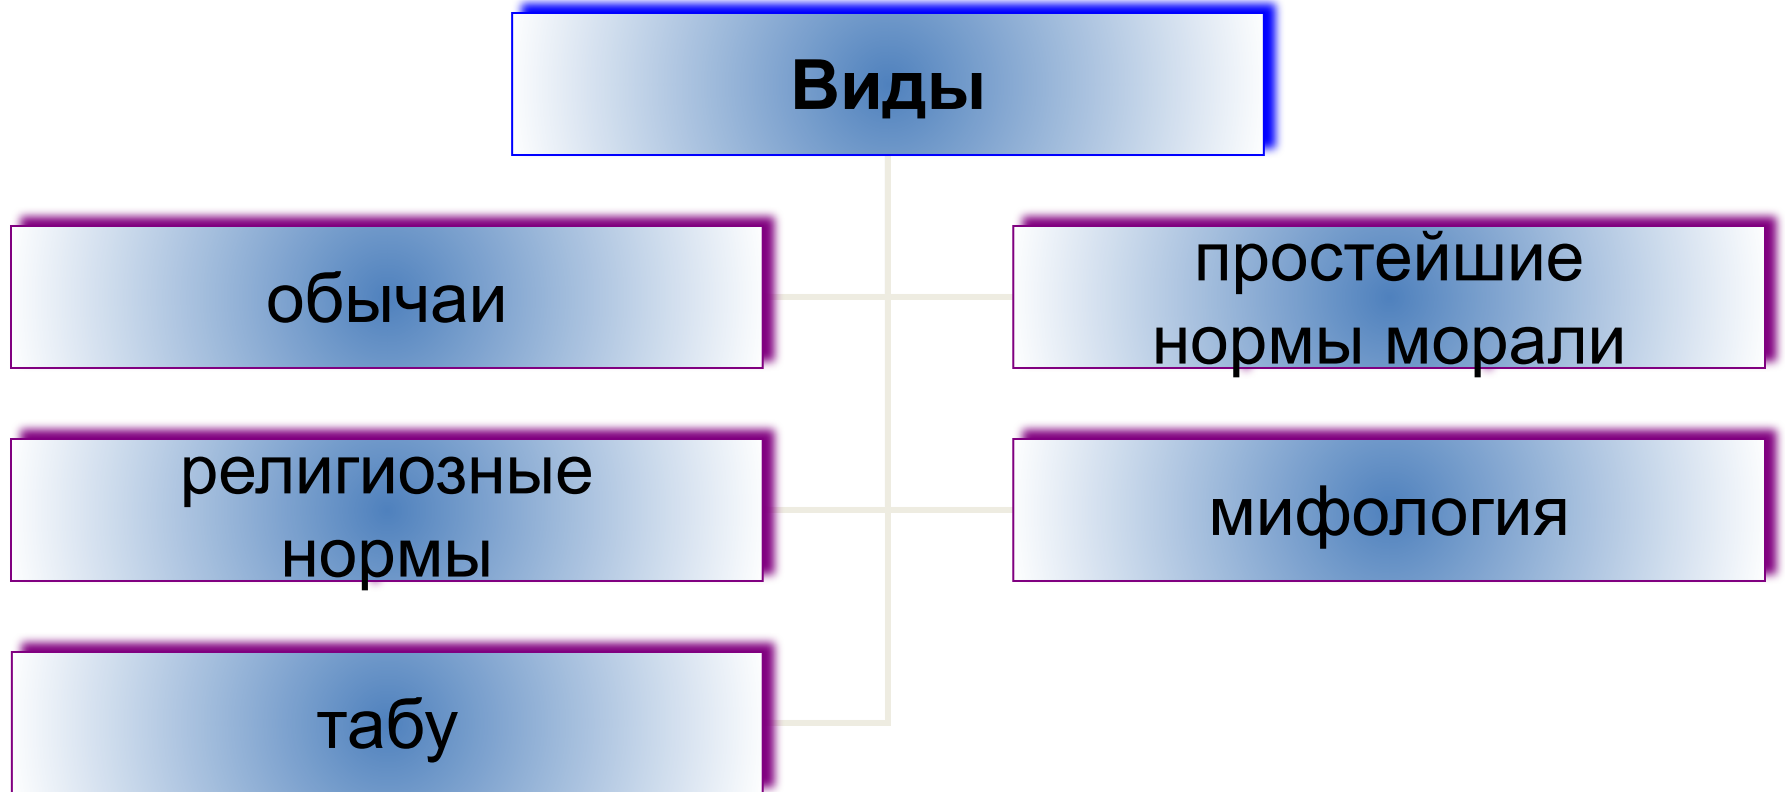 Виды
обычаи
простейшие
нормы морали
религиозные
нормы
мифология
табу